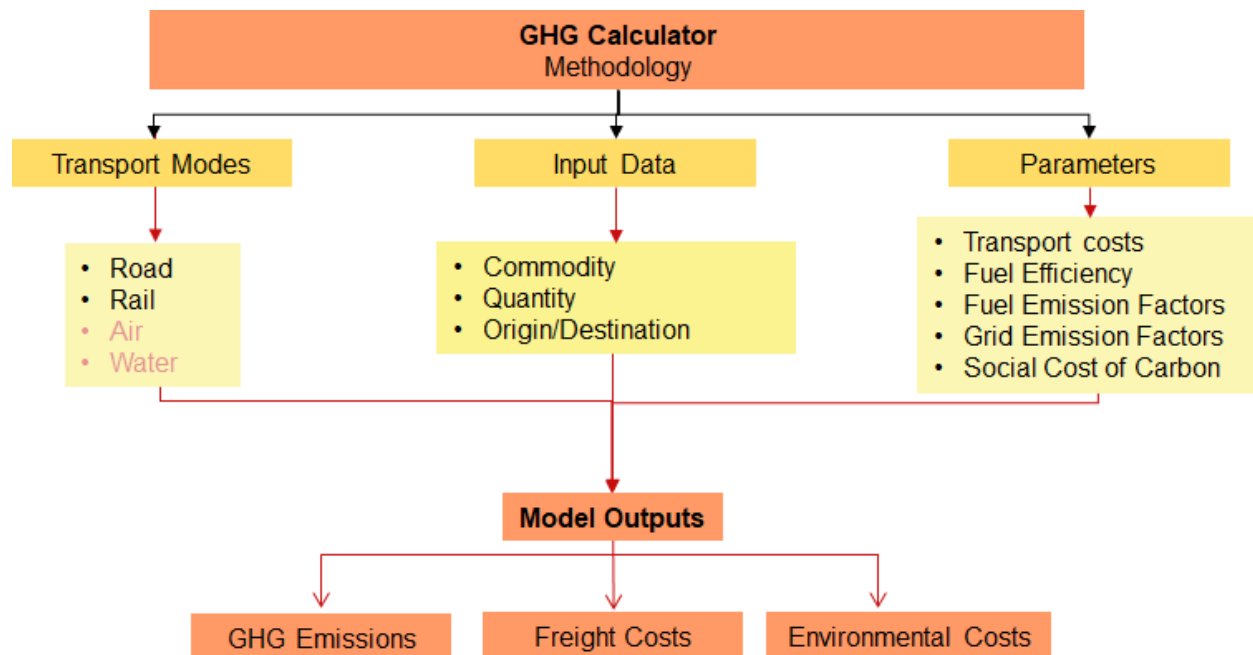 GHG Calculator
Methodology
Transport Modes
Input Data
Parameters
• Road
• Rail
• Air
• Water
• Commodity
• Quantity
• Origin/Destination
• Transport costs
• Fuel Efficiency
• Fuel Emission Factors
• Grid Emission Factors
• Social Cost of Carbon
Model Outputs
GHG Emissions
Freight Costs
Environmental Costs